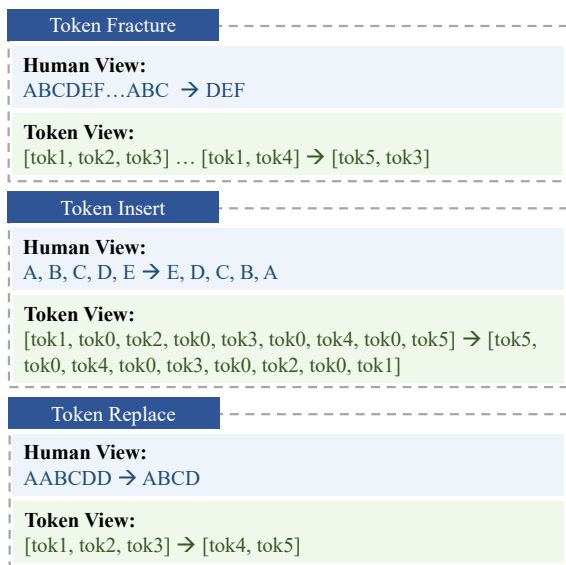 Token Fracture
Human View:
ABCDEF…ABC → DEF
Token View:
[tok1, tok2, tok3] … [tok1, tok4] → [tok5, tok3]
Token Insert
Human View:
A, B, C, D, E → E, D, C, B, A
Token View:
[tok1, tok0, tok2, tok0, tok3, tok0, tok4, tok0, tok5] → [tok5,
tok0, tok4, tok0, tok3, tok0, tok2, tok0, tok1]
Token Replace
Human View:
AABCDD → ABCD
Token View:
[tok1, tok2, tok3] → [tok4, tok5]